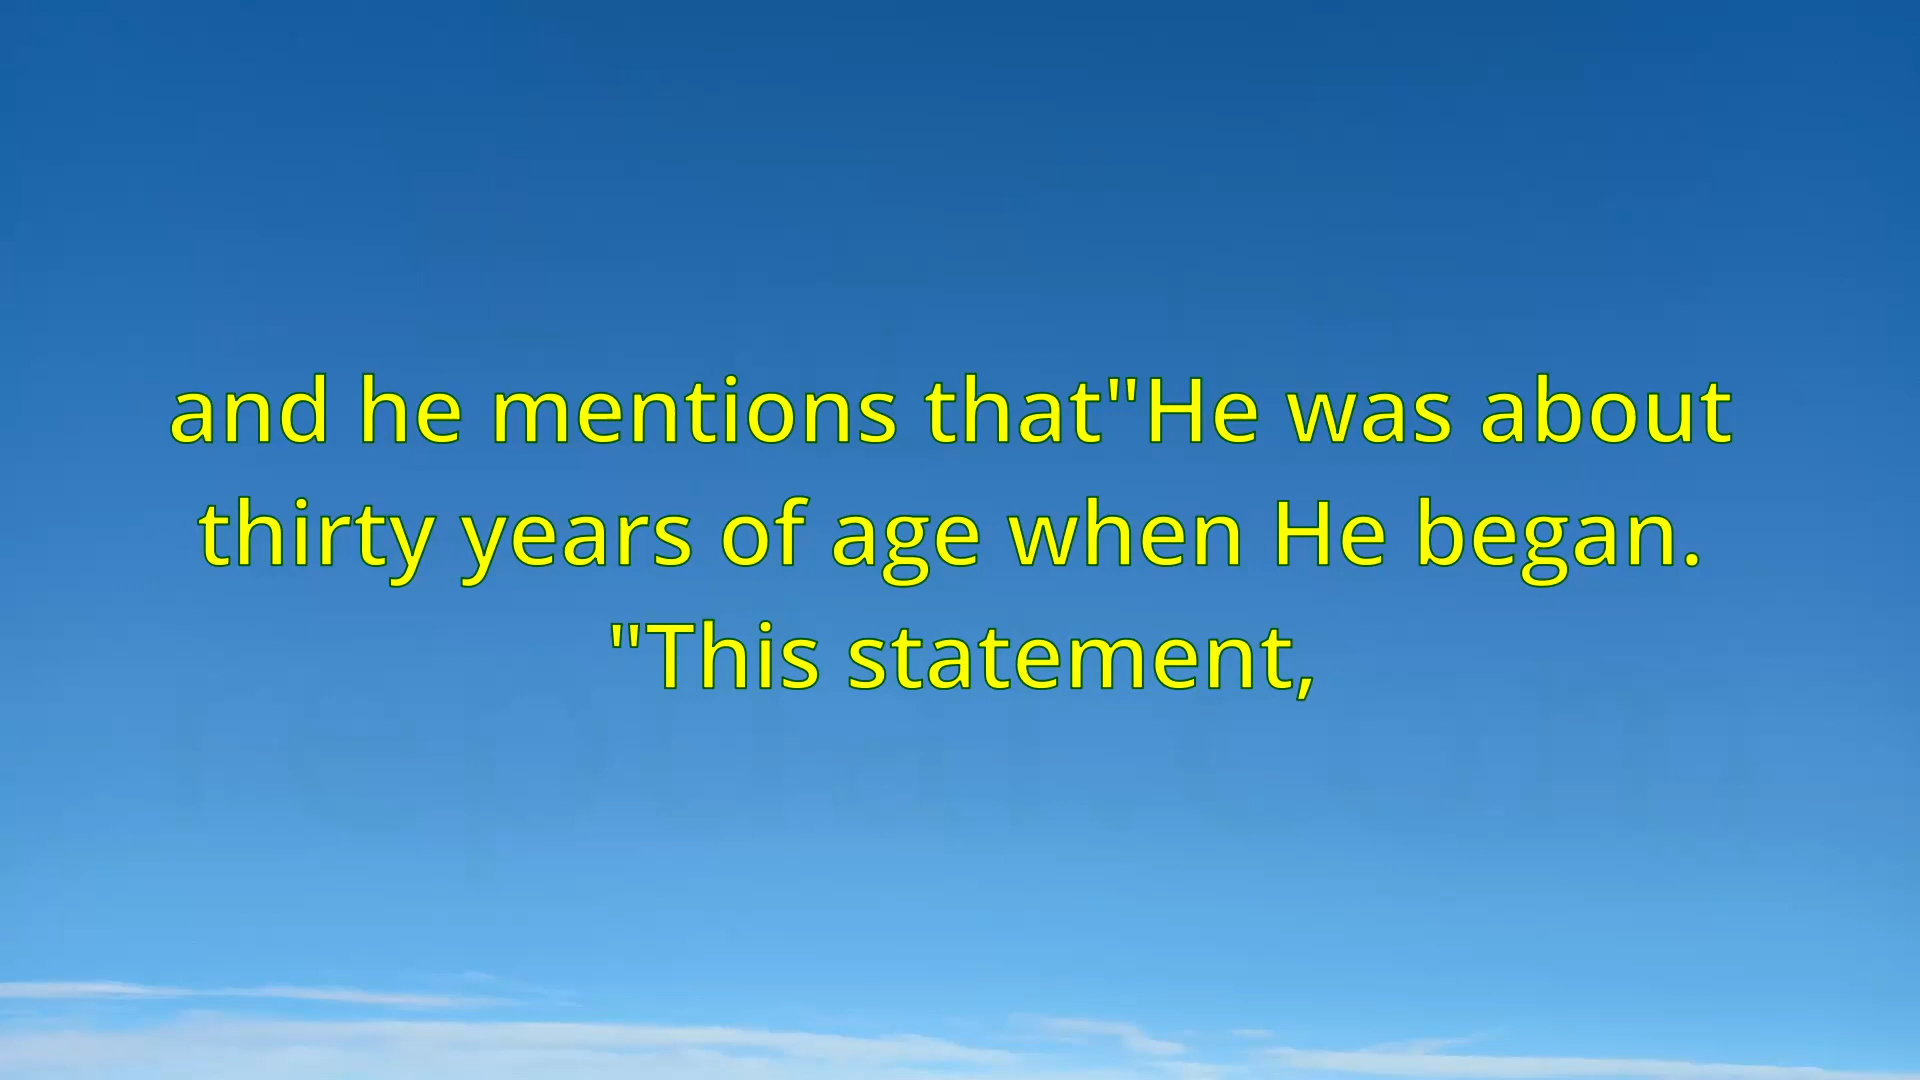 and he mentions that"He was about
thirty years of age when He began.
"This statement,